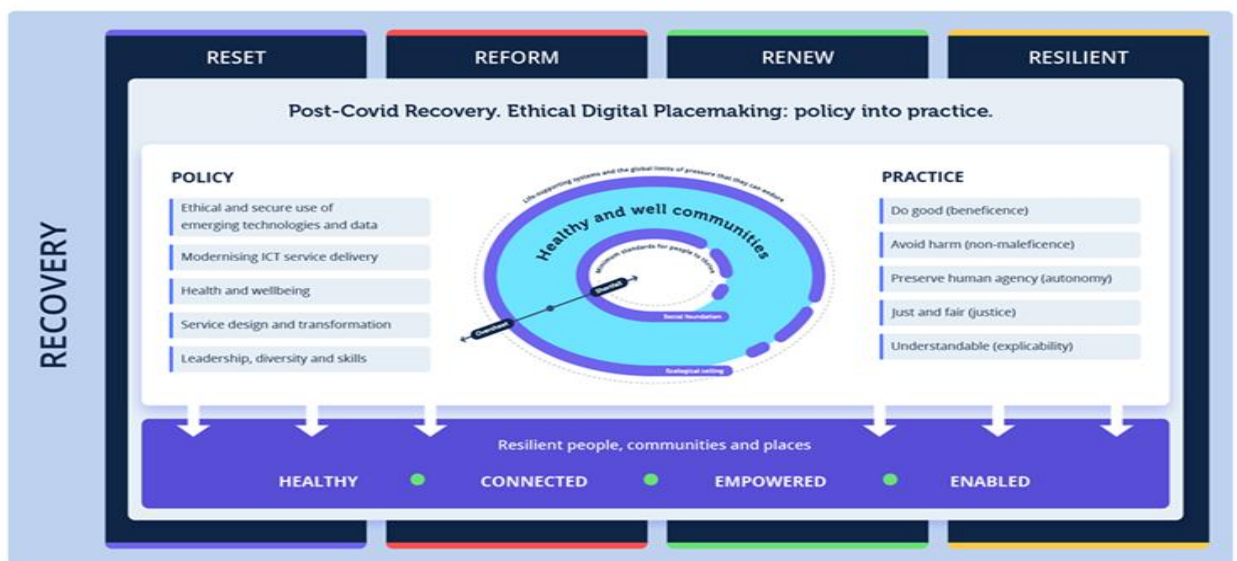 RECOVERY
RESET
REFORM
RENEW
RESILIENT
Post-Covid Recovery. Ethical Digital Placemaking: policy into practice.
POLICY
Ethical and secure use of
emerging technologies and data
Modernising ICT service delivery
Health and wellbeing
Service design and transformation
Leadership, diversity and skills
Life-supporting systems and the global limits of pressure that they can endure
Healthy and well communities
Minimum standards for people to thrive
Shortfall
Overshoot
Social foundation
Ecological ceiling
PRACTICE
Do good (beneficence)
Avoid harm (non-maleficence)
Preserve human agency (autonomy)
Just and fair (justice)
Understandable (explicability)
Resilient people, communities and places
HEALTHY
CONNECTED
EMPOWERED
ENABLED